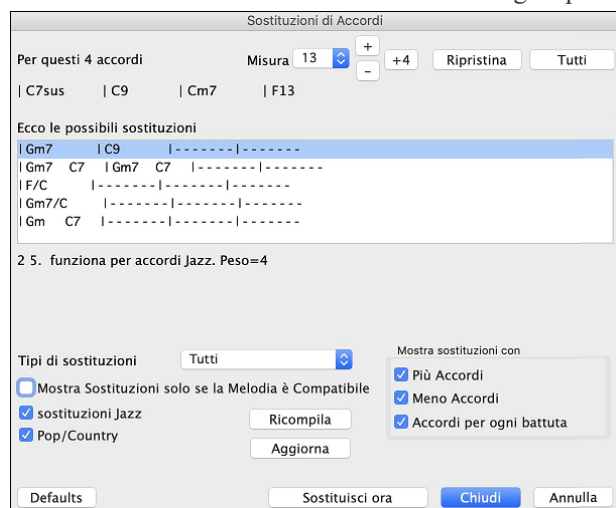 Sostituzioni di Accordi
Per questi 4 accordi Misura 13 + - +4 Ripristina Tutti
| C7sus | C9 | Cm7 | F13
Ecco le possibili sostituzioni
| Gm7 | C9 |-------|-------
| Gm7 C7 | Gm7 C7 |-------|-------
| F/C |-------|-------|-------
| Gm7/C |-------|-------|-------
| Gm C7 |-------|-------|-------
2 5. funziona per accordi Jazz. Peso=4
Tipi di sostituzioni Tutti
Mostra sostituzioni con
Mostra Sostituzioni solo se la Melodia è Compatibile
Più Accordi
sostituzioni Jazz
Meno Accordi
Pop/Country
Accordi per ogni battuta
Ricompila
Aggiorna
Defaults Sostituisci ora Chiudi Annulla